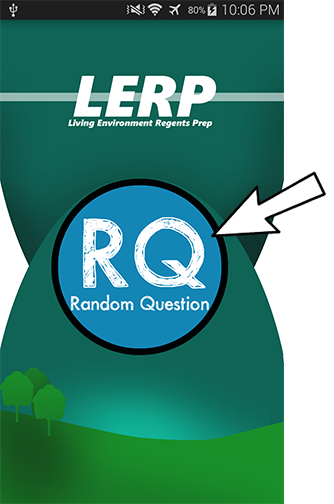 80% 10:06 PM
LERP
Living Environment Regents Prep
RQ
Random Question